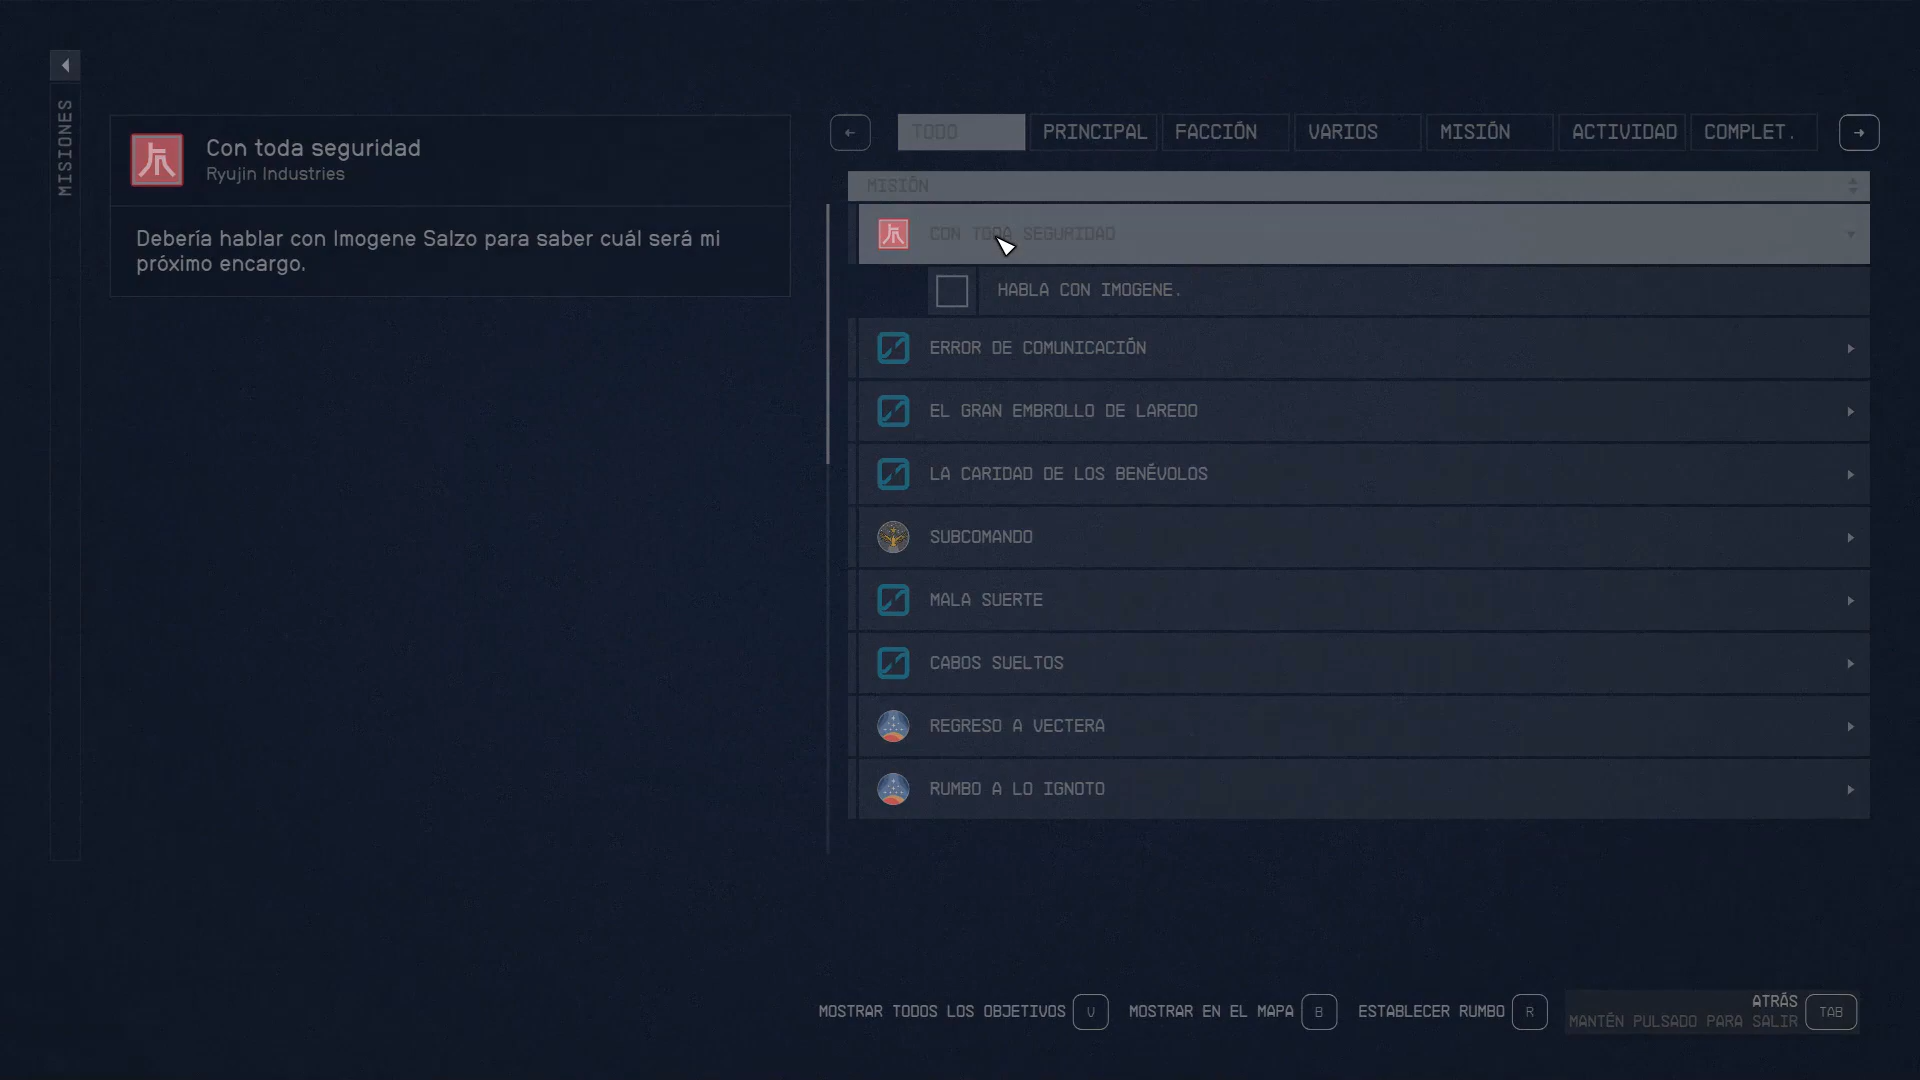 MISIONES
Con toda seguridad
Ryujin Industries
Debería hablar con Imogene Salzo para saber cuál será mi
próximo encargo.
TODO
PRINCIPAL
FACCIÓN
VARIOS
MISIÓN
ACTIVIDAD
COMPLET.
MISIÓN
CON TODA SEGURIDAD
HABLA CON IMOGENE.
ERROR DE COMUNICACIÓN
EL GRAN EMBROLLO DE LAREDO
LA CARIDAD DE LOS BENÉVOLOS
SUBCOMANDO
MALA SUERTE
CABOS SUELTOS
REGRESO A VECTERA
RUMBO A LO IGNOTO
MOSTRAR TODOS LOS OBJETIVOS V
MOSTRAR EN EL MAPA B
ESTABLECER RUMBO R
ATRÁS
MANTÉN PULSADO PARA SALIR TAB